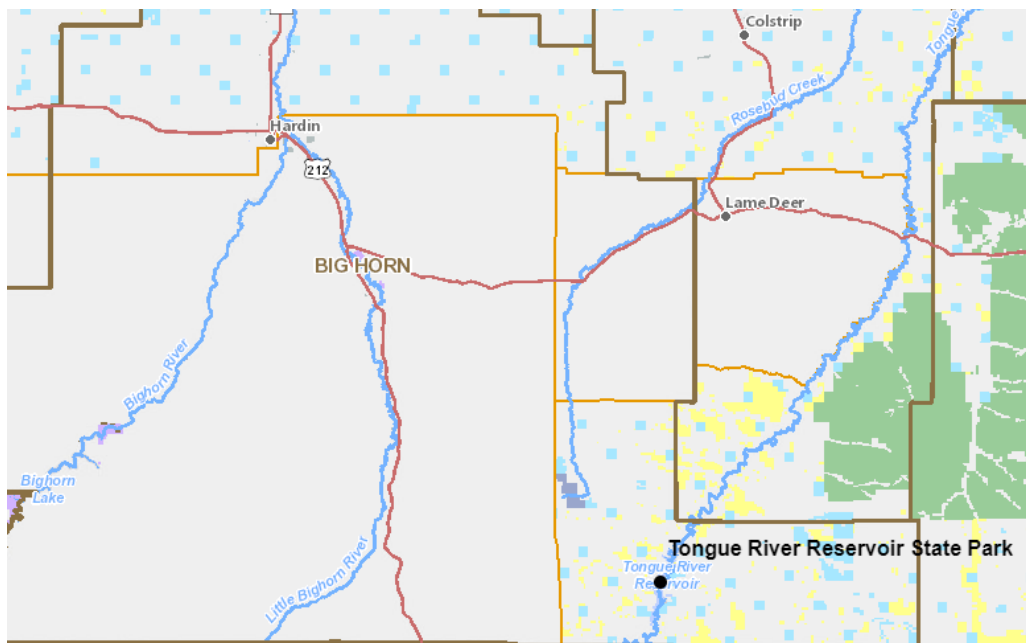 Colstrip
Tongue
Rosebud Creek
Hardin
212
Lame Deer
BIG HORN
Bighorn River
Bighorn
Lake
Tongue River Reservoir State Park
Tongue River
Reservoir
Little Bighorn River